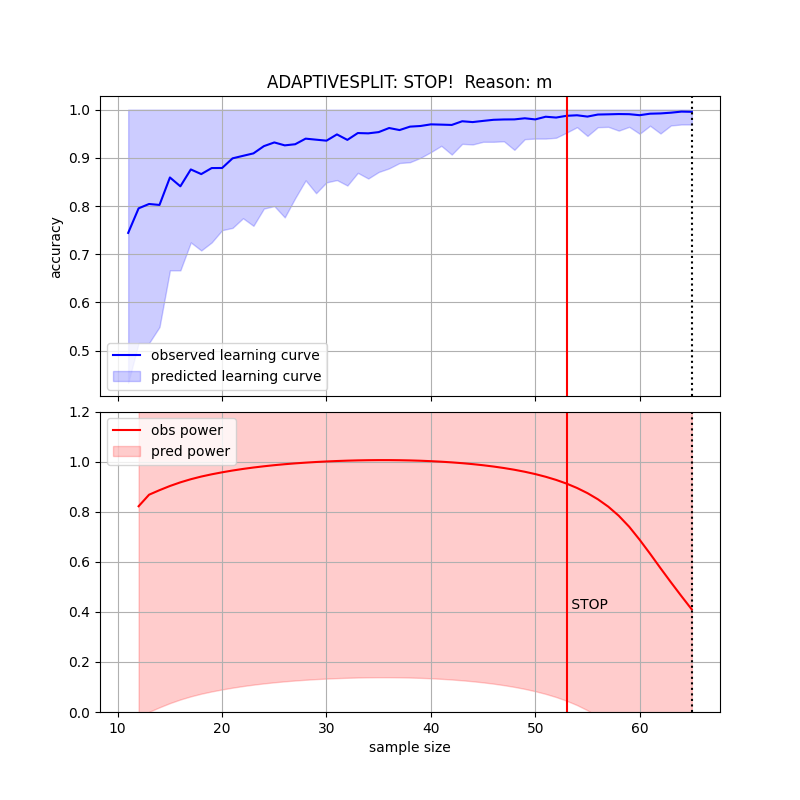 ADAPTIVESPLIT: STOP!  Reason: m
1.0
0.9
0.8
0.7
0.6
0.5
accuracy
observed learning curve
predicted learning curve
1.2
1.0
0.8
0.6
0.4
0.2
0.0
obs power
pred power
STOP
10 20 30 40 50 60
sample size